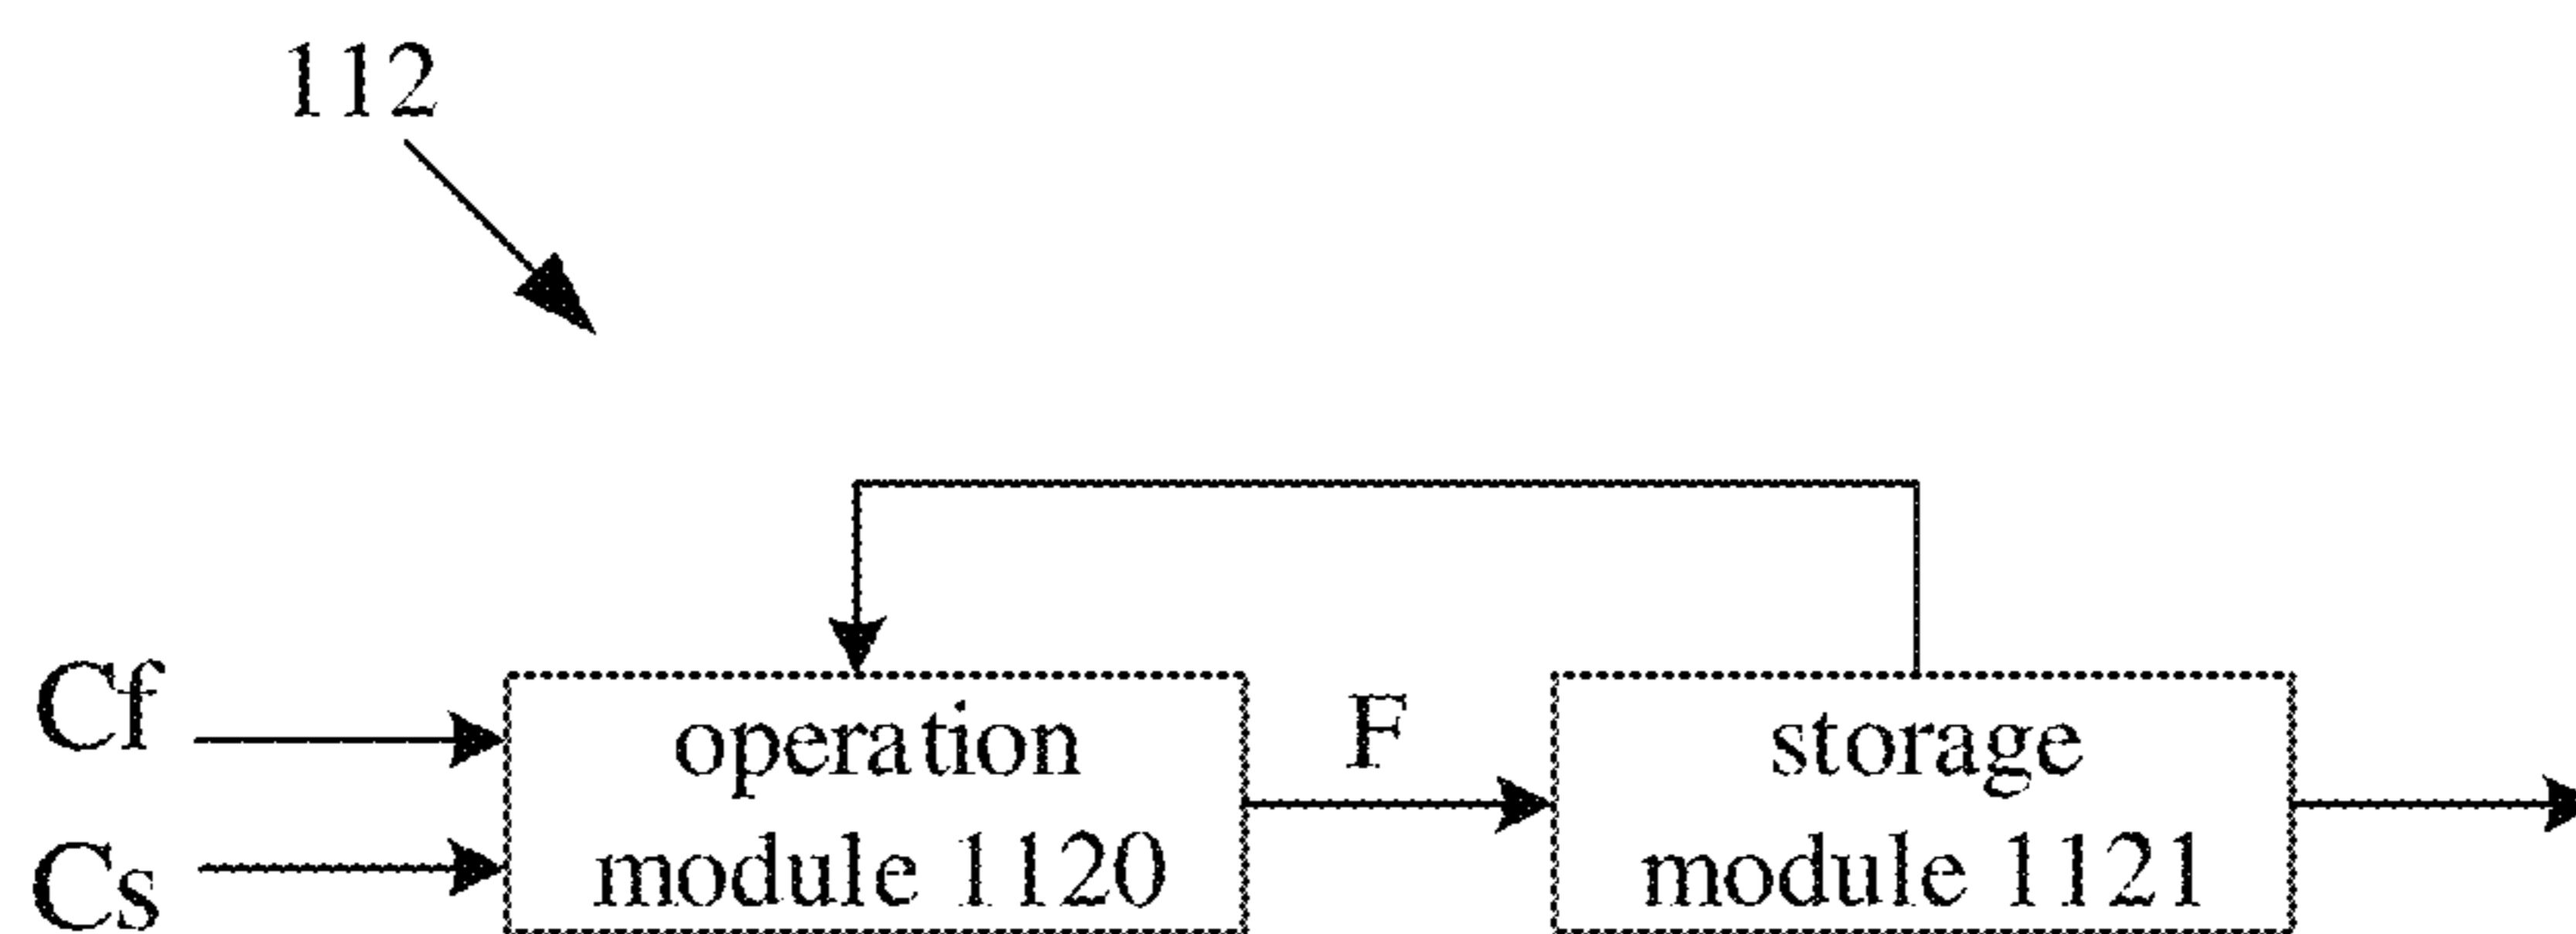 112
Cf
Cs
operation
module 1120
F
storage
module 1121